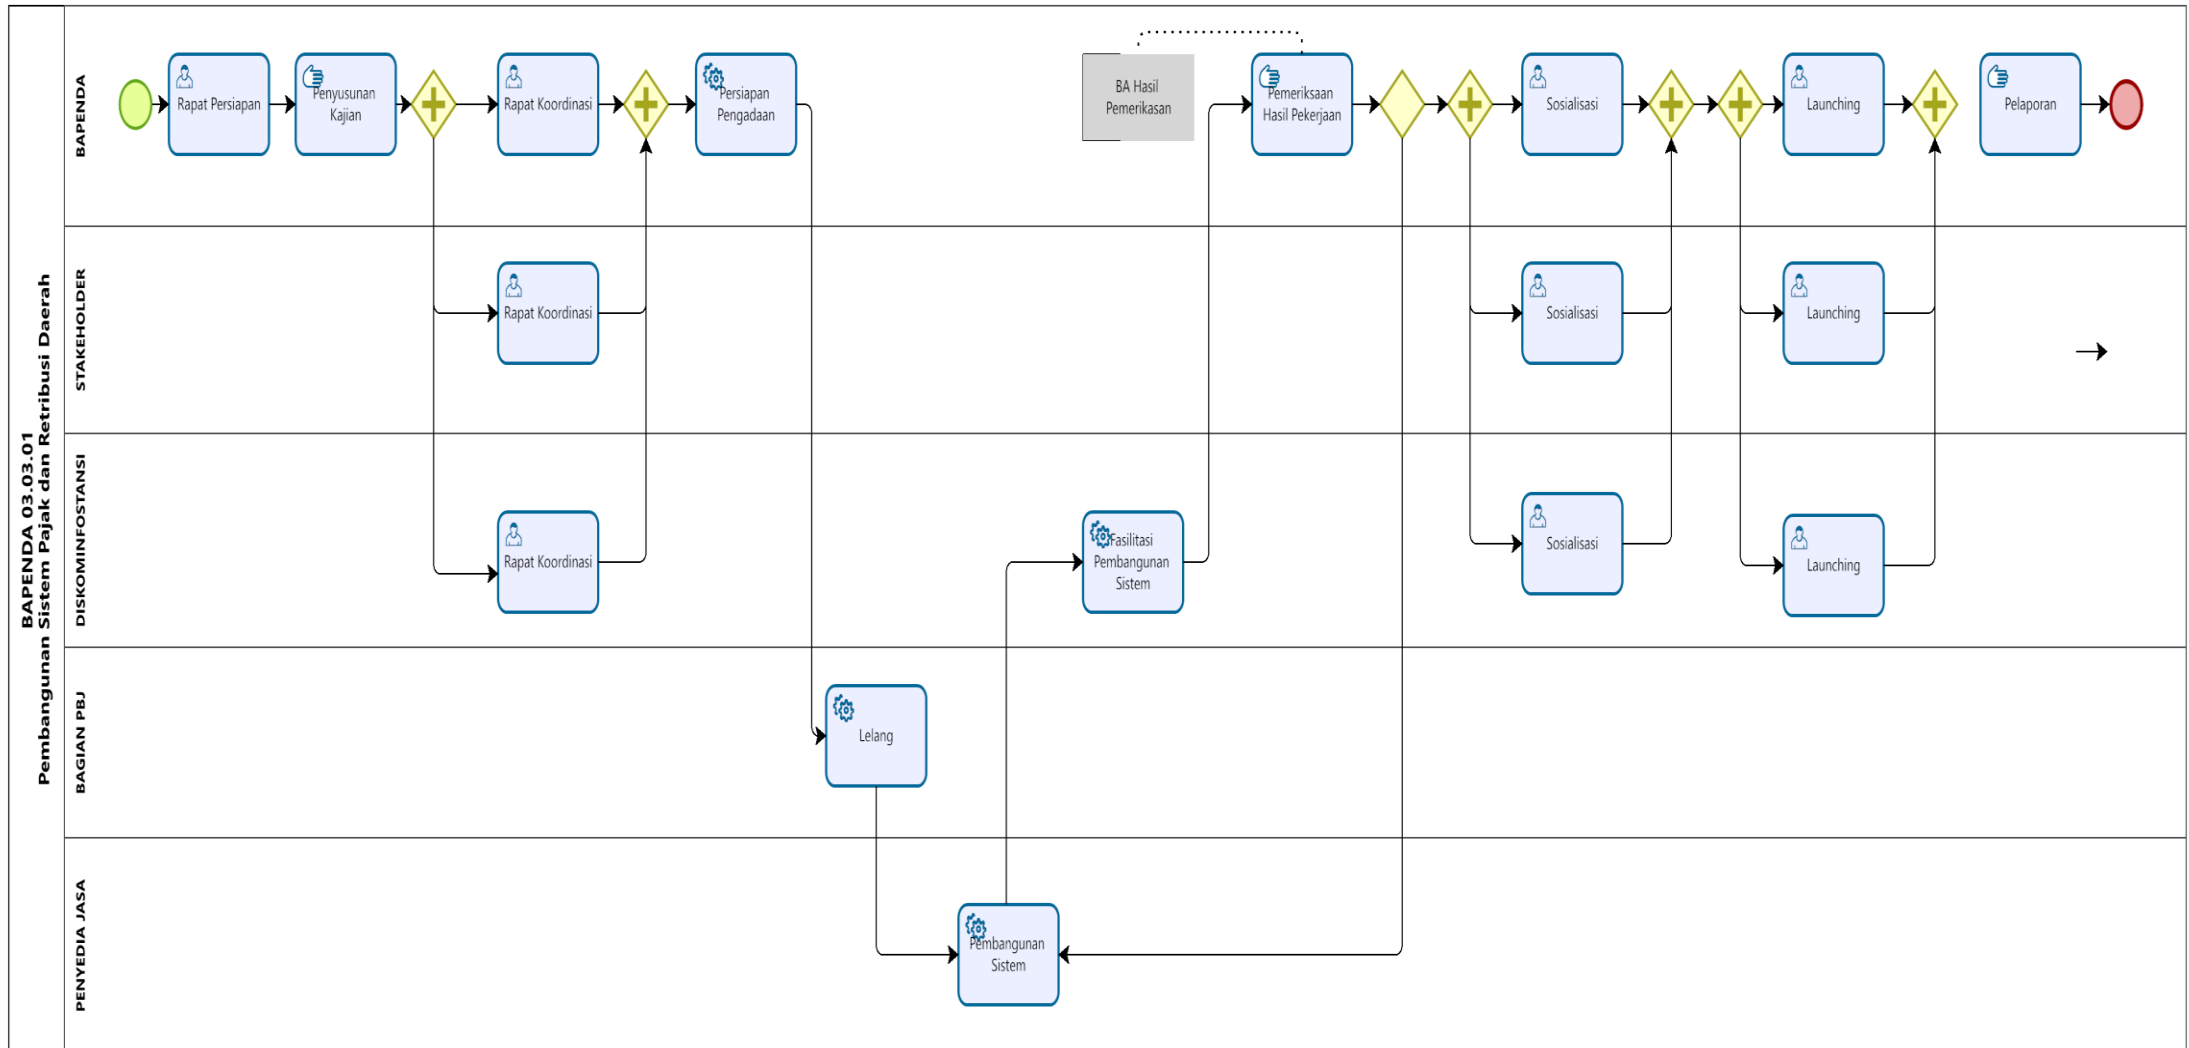 BAPENDA 03.03.01
Pembangunan Sistem Pajak dan Retribusi Daerah
BAPENDA
Rapat Persiapan
Penyusunan
Kajian
Rapat Koordinasi
Persiapan
Pengadaan
BA Hasil
Pemerikasan
Pemeriksaan
Hasil Pekerjaan
Sosialisasi
Launching
Pelaporan
STAKEHOLDER
Rapat Koordinasi
Sosialisasi
Launching
DISKOMINFOSTANSI
Rapat Koordinasi
Fasilitasi
Pembangunan
Sistem
Sosialisasi
Launching
BAGIAN PBJ
Lelang
PENYEDIA JASA
Pembangunan
Sistem